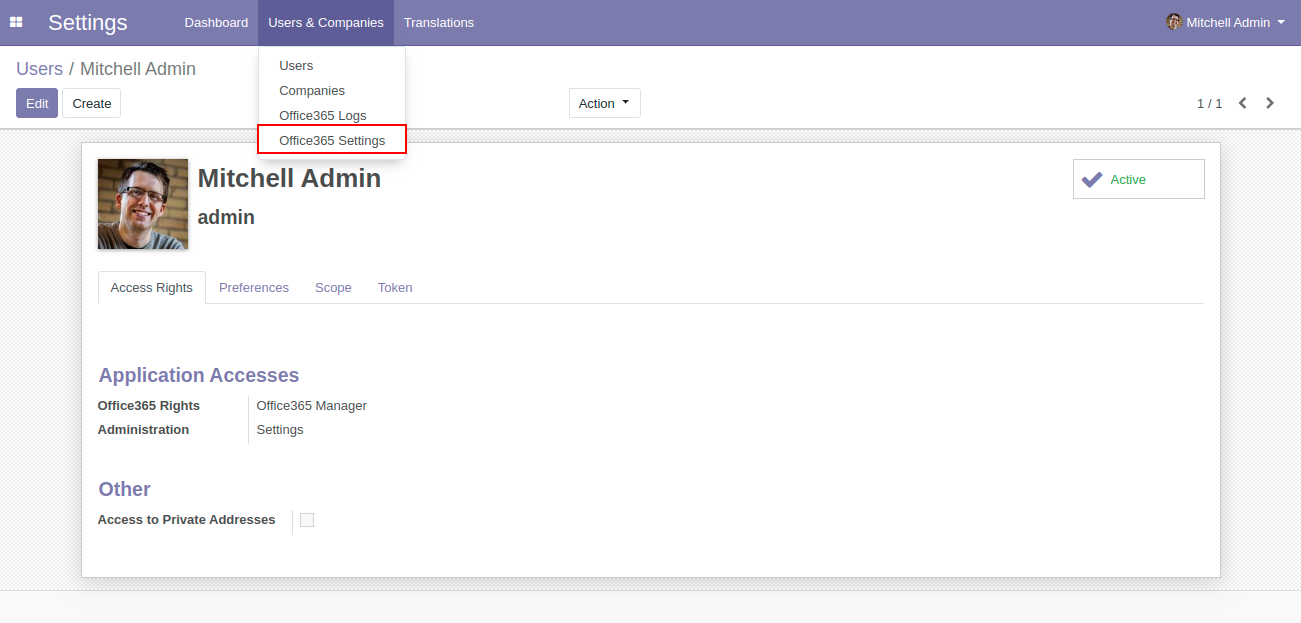 Settings Dashboard Users & Companies Translations Mitchell Admin
Users / Mitchell Admin
Users
Companies
Office365 Logs
Office365 Settings
Edit Create Action 1 / 1
Mitchell Admin
admin
Active
Access Rights Preferences Scope Token
Application Accesses
Office365 Rights Office365 Manager
Administration Settings
Other
Access to Private Addresses